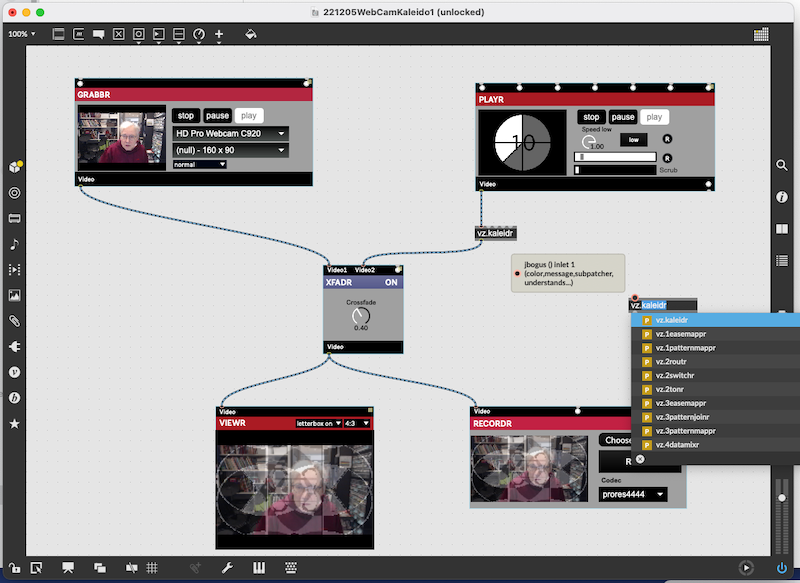 221205WebCamKaleido1 (unlocked)
100%
GRABBR
stop pause play
HD Pro Webcam C920
(null) - 160 x 90
normal
Video
PLAYR
10
stop pause play
Speed low
1.00
low
R
R
Scrub
Video
vz.kaleidr
jbogus () inlet 1
(color,message,subpatcher,
understands...)
Video1 Video2
XFADR ON
Crossfade
0.40
Video
vz.kaleidr
P vz.kaleidr
P vz.1easemappr
P vz.1patternmappr
P vz.2routr
P vz.2switchr
P vz.2tonr
P vz.3easemappr
P vz.3patternjoinr
P vz.3patternmappr
P vz.4datamixr
Video
VIEWR
letterbox on
4:3
Video
RECORDR
Choose
R
Codec
prores4444